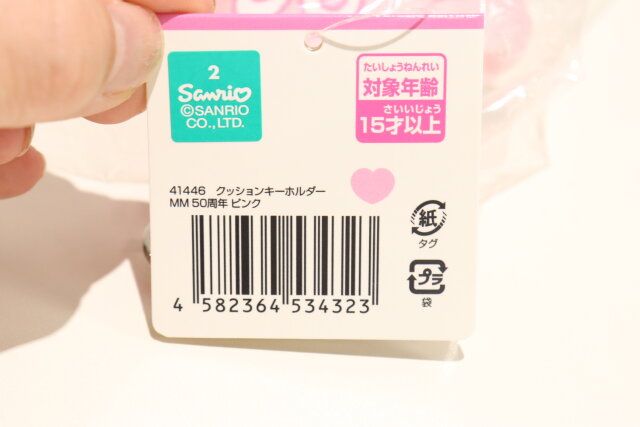 2
Sanrio
©SANRIO
CO.,LTD.
たいしょうねんれい
対象年齢
さいいじょう
15才以上
41446 クッションキーホルダー
MM 50周年 ピンク
紙
タグ
プラ
袋
4 582364 534323